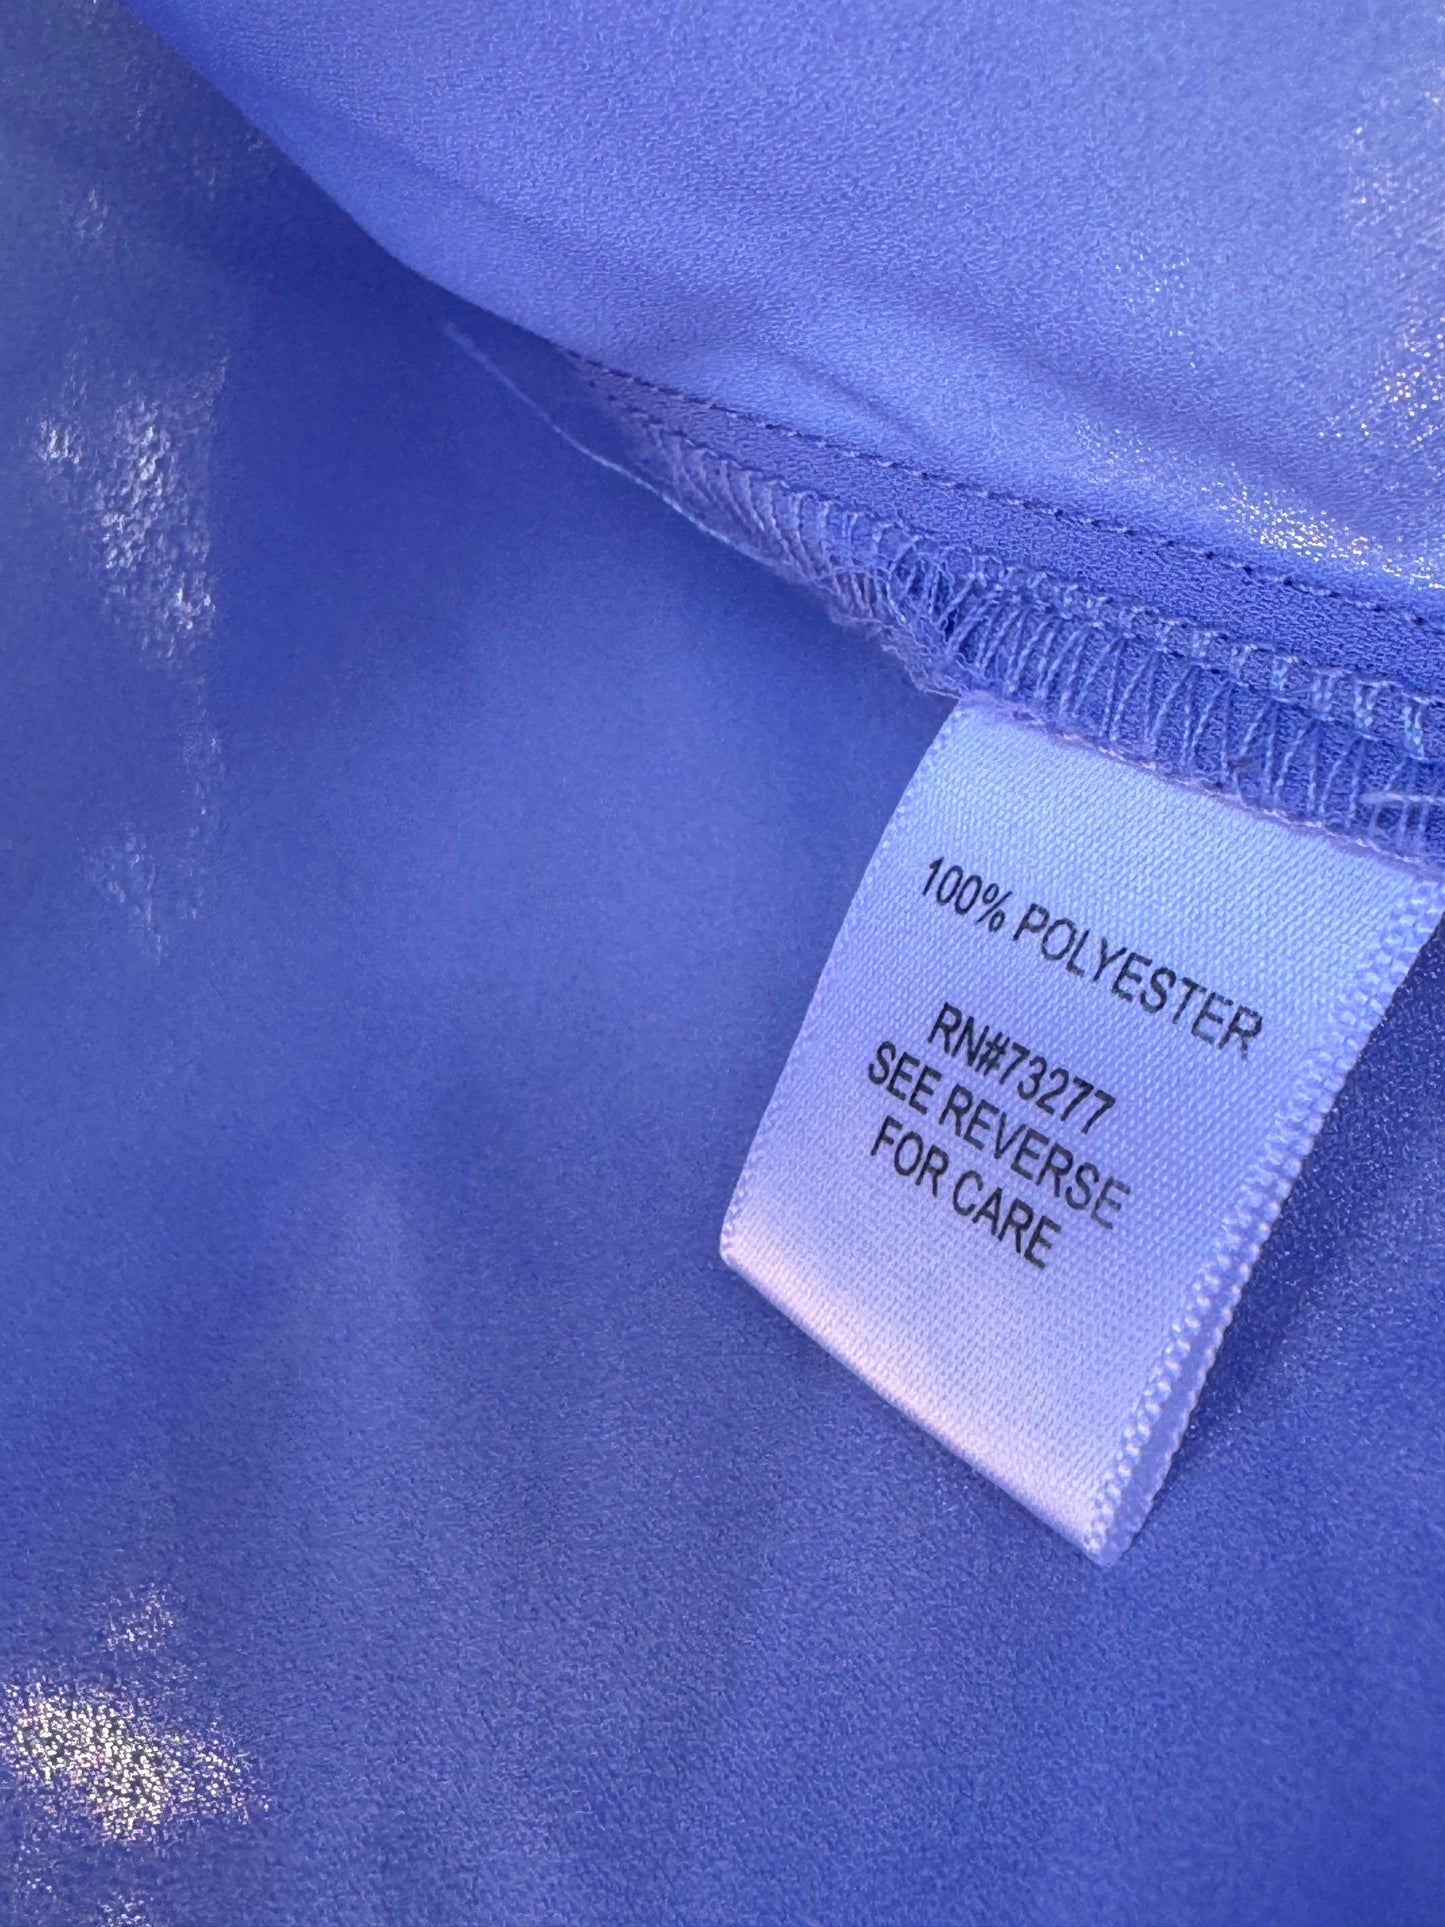 100% POLYESTER
RN#73277
SEE REVERSE
FOR CARE